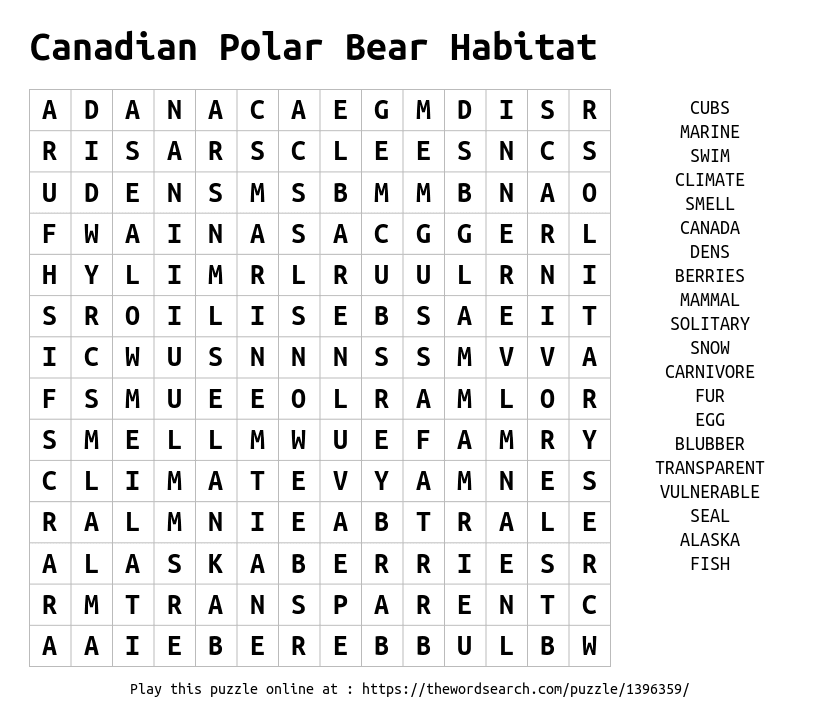 Canadian Polar Bear Habitat
A D A N A C A E G M D I S R
R I S A R S C L E E S N C S
U D E N S M S B M M B N A O
F W A I N A S A C G G E R L
H Y L I M R L R U U L R N I
S R O I L I S E B S A E I T
I C W U S N N N S S M V V A
F S M U E E O L R A M L O R
S M E L L M W U E F A M R Y
C L I M A T E V Y A M N E S
R A L M N I E A B T R A L E
A L A S K A B E R R I E S R
R M T R A N S P A R E N T C
A A I E B E R E B B U L B W
CUBS
MARINE
SWIM
CLIMATE
SMELL
CANADA
DENS
BERRIES
MAMMAL
SOLITARY
SNOW
CARNIVORE
FUR
EGG
BLUBBER
TRANSPARENT
VULNERABLE
SEAL
ALASKA
FISH
Play this puzzle online at : https://thewordsearch.com/puzzle/1396359/